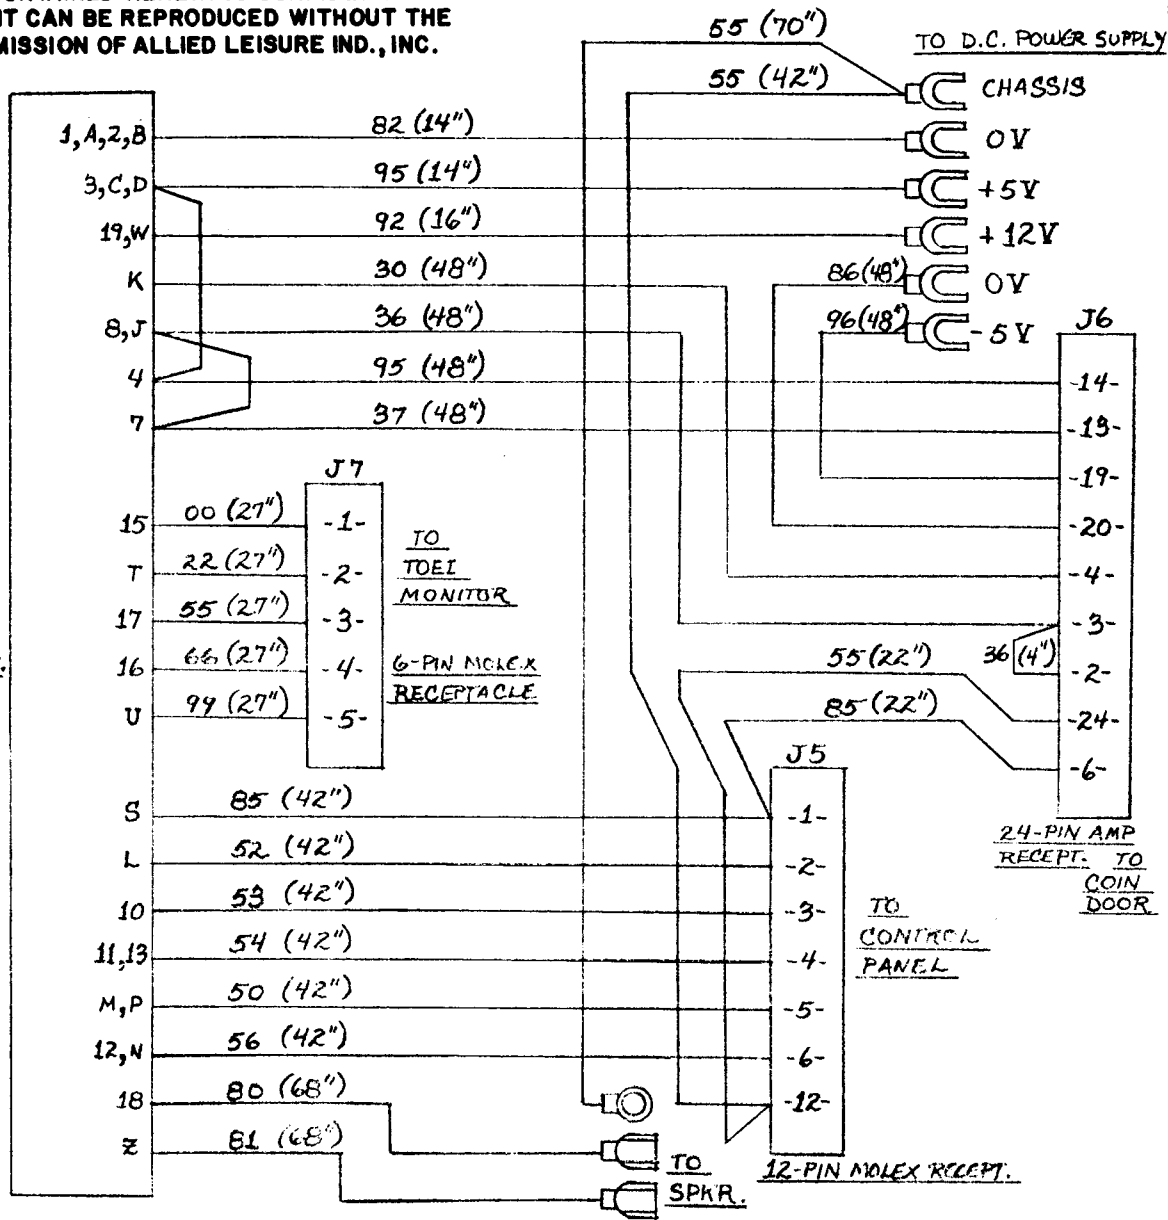 IT CAN BE REPRODUCED WITHOUT THE
MISSION OF ALLIED LEISURE IND., INC.
55 (70")
TO D.C. POWER SUPPLY
55 (42")
CHASSIS
1,A,2,B
82 (14")
0V
3,C,D
95 (14")
+5V
19,W
92 (16")
+12V
K
30 (48")
86 (48")
0V
8,J
36 (48")
96 (48")
-5V
J6
4
95 (48")
-14-
7
37 (48")
-13-
J7
-19-
15
00 (27")
-1-
TO
TOEI
MONITOR
-20-
T
22 (27")
-2-
-4-
17
55 (27")
-3-
-3-
16
66 (27")
-4-
6-PIN MOLEX
RECEPTACLE
55 (22")
36 (4")
-2-
U
99 (27")
-5-
85 (22")
-24-
J5
-6-
S
85 (42")
-1-
24-PIN AMP
RECEPT. TO
COIN
DOOR
L
52 (42")
-2-
10
53 (42")
-3-
TO
CONTROL
PANEL
11,13
54 (42")
-4-
M,P
50 (42")
-5-
12,N
56 (42")
-6-
18
80 (68")
-12-
Z
81 (68")
TO
SPKR.
12-PIN MOLEX RECEPT.